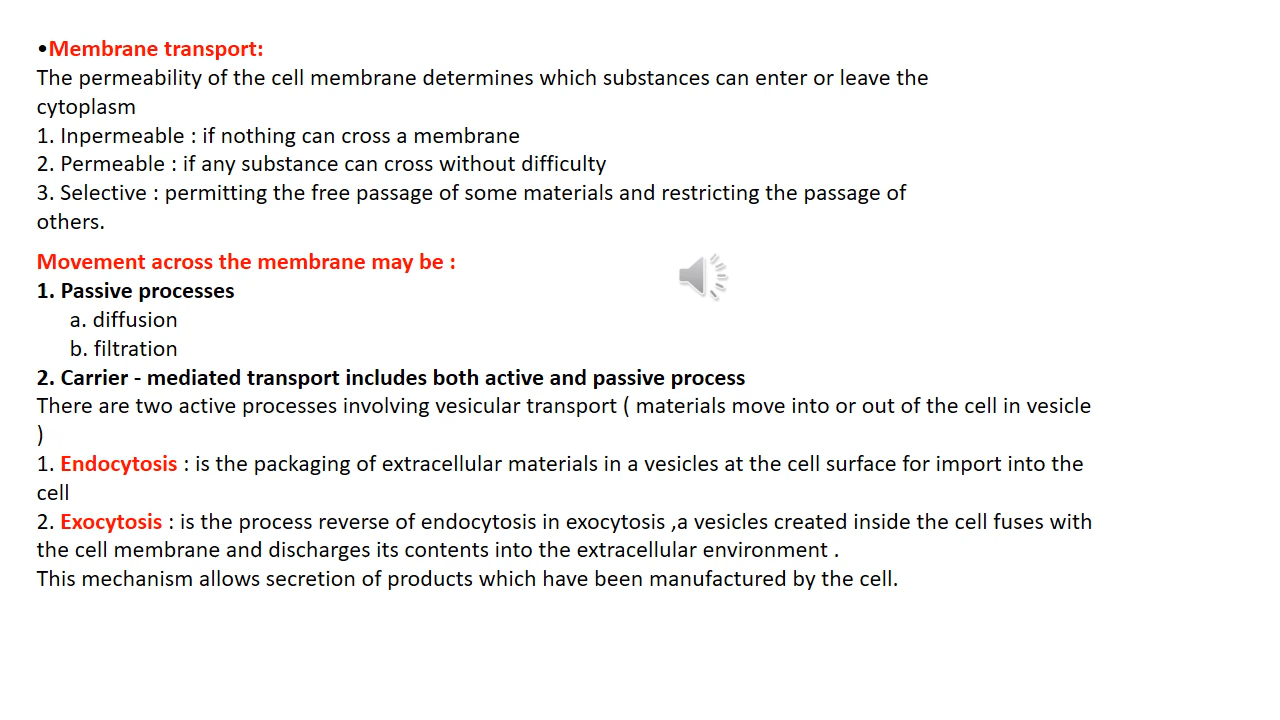 •Membrane transport:
The permeability of the cell membrane determines which substances can enter or leave the
cytoplasm
1. Inpermeable : if nothing can cross a membrane
2. Permeable : if any substance can cross without difficulty
3. Selective : permitting the free passage of some materials and restricting the passage of
others.
Movement across the membrane may be :
1. Passive processes
a. diffusion
b. filtration
2. Carrier - mediated transport includes both active and passive process
There are two active processes involving vesicular transport ( materials move into or out of the cell in vesicle
)
1. Endocytosis : is the packaging of extracellular materials in a vesicles at the cell surface for import into the
cell
2. Exocytosis : is the process reverse of endocytosis in exocytosis ,a vesicles created inside the cell fuses with
the cell membrane and discharges its contents into the extracellular environment .
This mechanism allows secretion of products which have been manufactured by the cell.